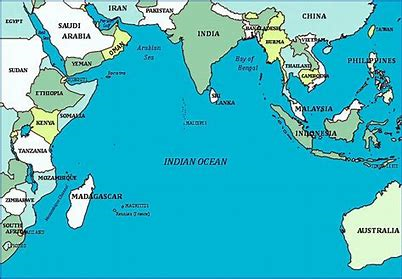 IRAN
PAKISTAN
CHINA
SAUDI
ARABIA
OMAN
Arabian
Sea
INDIA
BANGLADESH
BURMA
VIETNAM
TAIWAN
SUDAN
YEMEN
Bay of
Bengal
THAILAND
PHILIPPINES
CAMBODIA
ETHIOPIA
SOMALIA
SRI
LANKA
MALAYSIA
KENYA
MALDIVES
INDONESIA
TANZANIA
INDIAN OCEAN
MOZAMBIQUE
MADAGASCAR
ZIMBABWE
MAURITIUS
Reunion (France)
SOUTH
AFRICA
AUSTRALIA